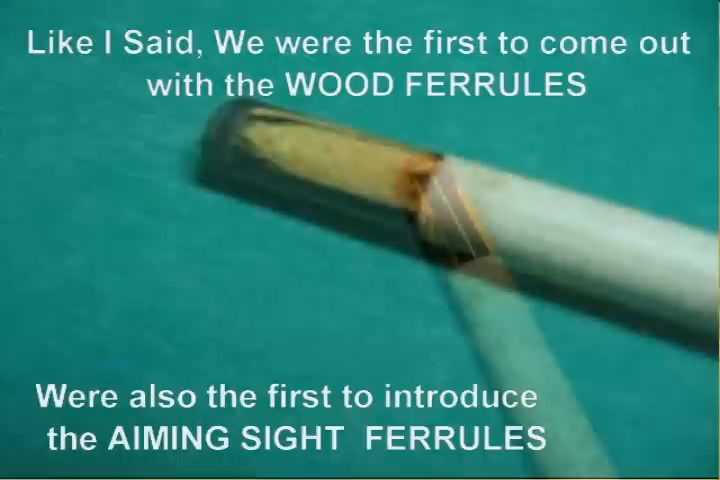 Like I Said, We were the first to come out
with the WOOD FERRULES
Were also the first to introduce
the AIMING SIGHT FERRULES